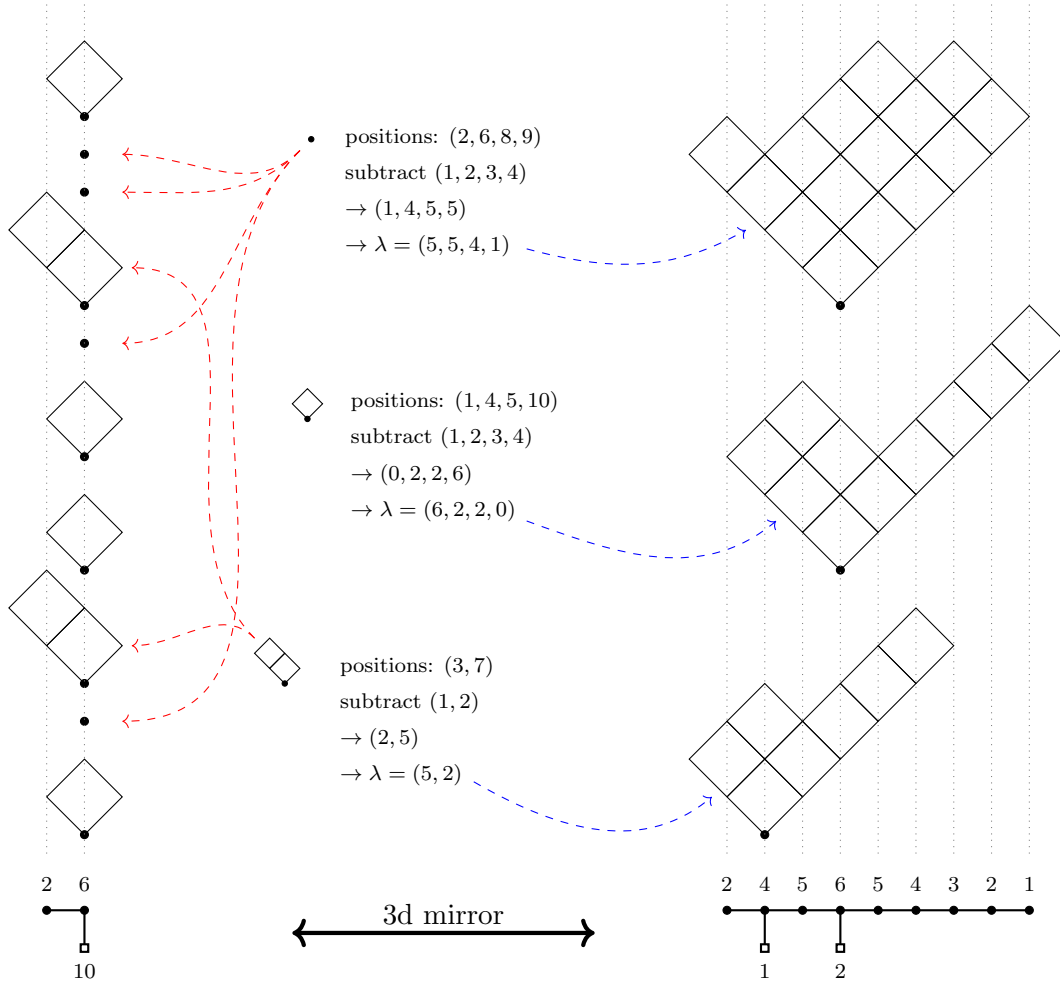 positions: (2, 6, 8, 9)
subtract (1, 2, 3, 4)
→ (1, 4, 5, 5)
→ λ = (5, 5, 4, 1)
positions: (1, 4, 5, 10)
subtract (1, 2, 3, 4)
→ (0, 2, 2, 6)
→ λ = (6, 2, 2, 0)
positions: (3, 7)
subtract (1, 2)
→ (2, 5)
→ λ = (5, 2)
2 6
10
3d mirror
2 4 5 6 5 4 3 2 1
1 2